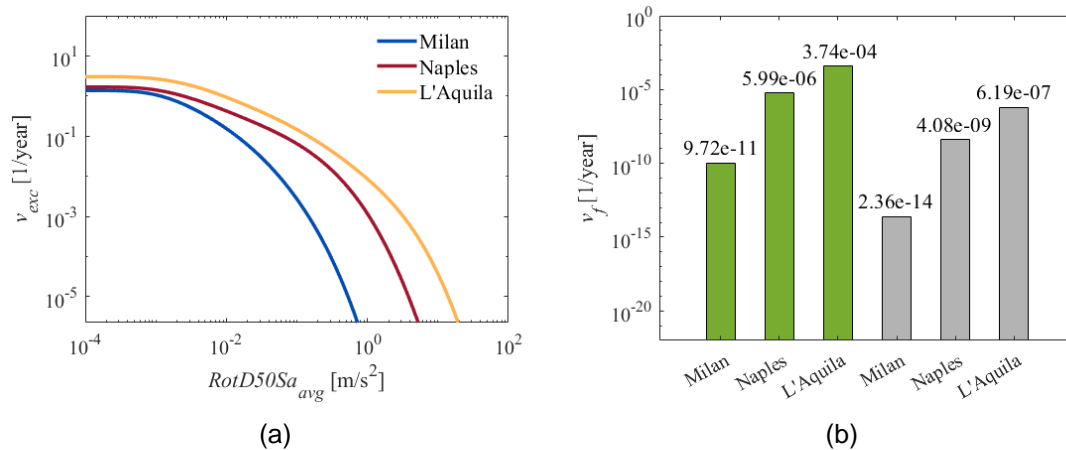 10^1
10^-1
10^-3
10^-5
v_exc [1/year]
Milan
Naples
L'Aquila
10^-4
10^-2
10^0
10^2
RotD50Sa_avg [m/s^2]
(a)
10^0
10^-5
10^-10
10^-15
10^-20
v_f [1/year]
9.72e-11
5.99e-06
3.74e-04
2.36e-14
4.08e-09
6.19e-07
Milan
Naples
L'Aquila
Milan
Naples
L'Aquila
(b)